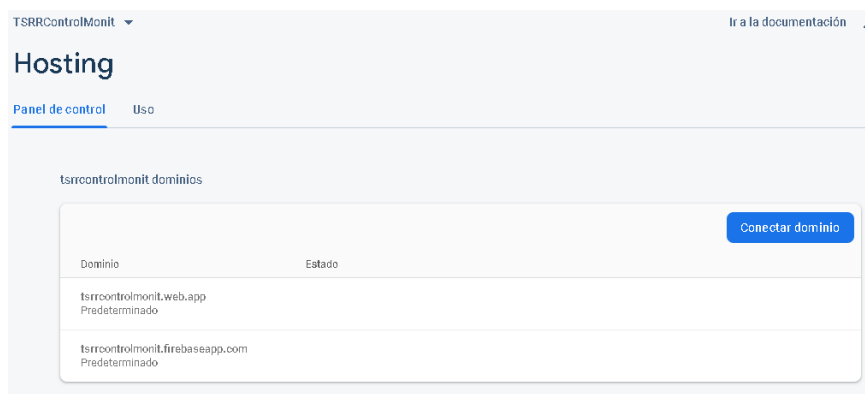 TSRRControlMonit
Ir a la documentación
Hosting
Panel de control Uso
tsrrcontrolmonit dominios
Conectar dominio
Dominio Estado
tsrrcontrolmonit.web.app
Predeterminado
tsrrcontrolmonit.firebaseapp.com
Predeterminado